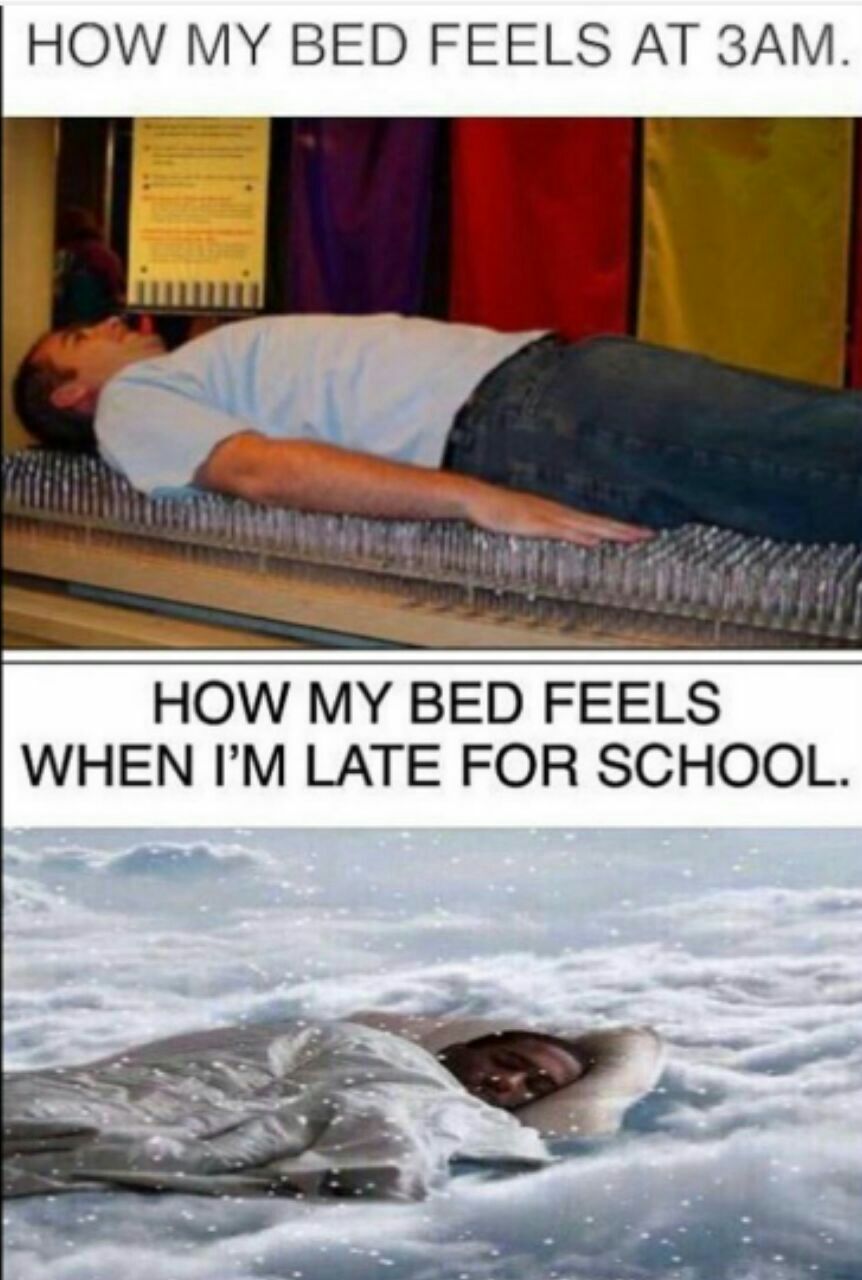 HOW MY BED FEELS AT 3AM.
HOW MY BED FEELS
WHEN I'M LATE FOR SCHOOL.